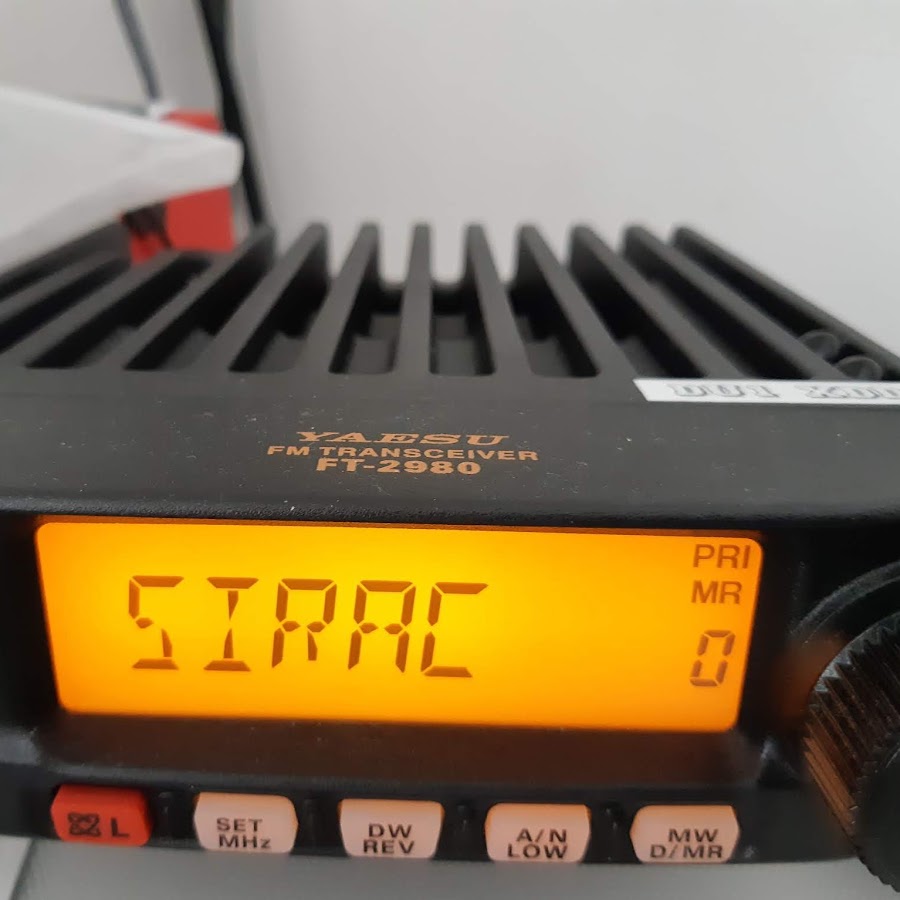 YAESU
FM TRANSCEIVER
FT-2980
PRI
MR
SIRAC
0
L
SET
MHz
DW
REV
A/N
LOW
MW
D/MR